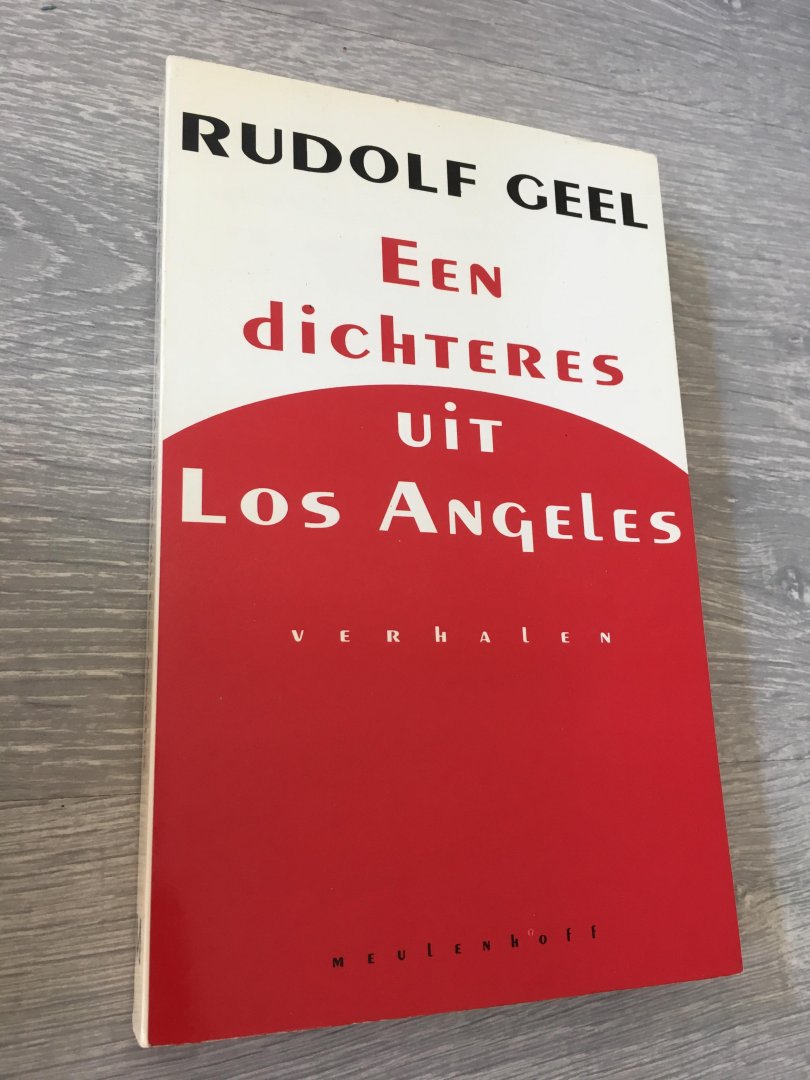 RUDOLF GEEL
EEN
dicHTERES
uiT
LOS ANGELES
VERHALEN
MEULENHOFF